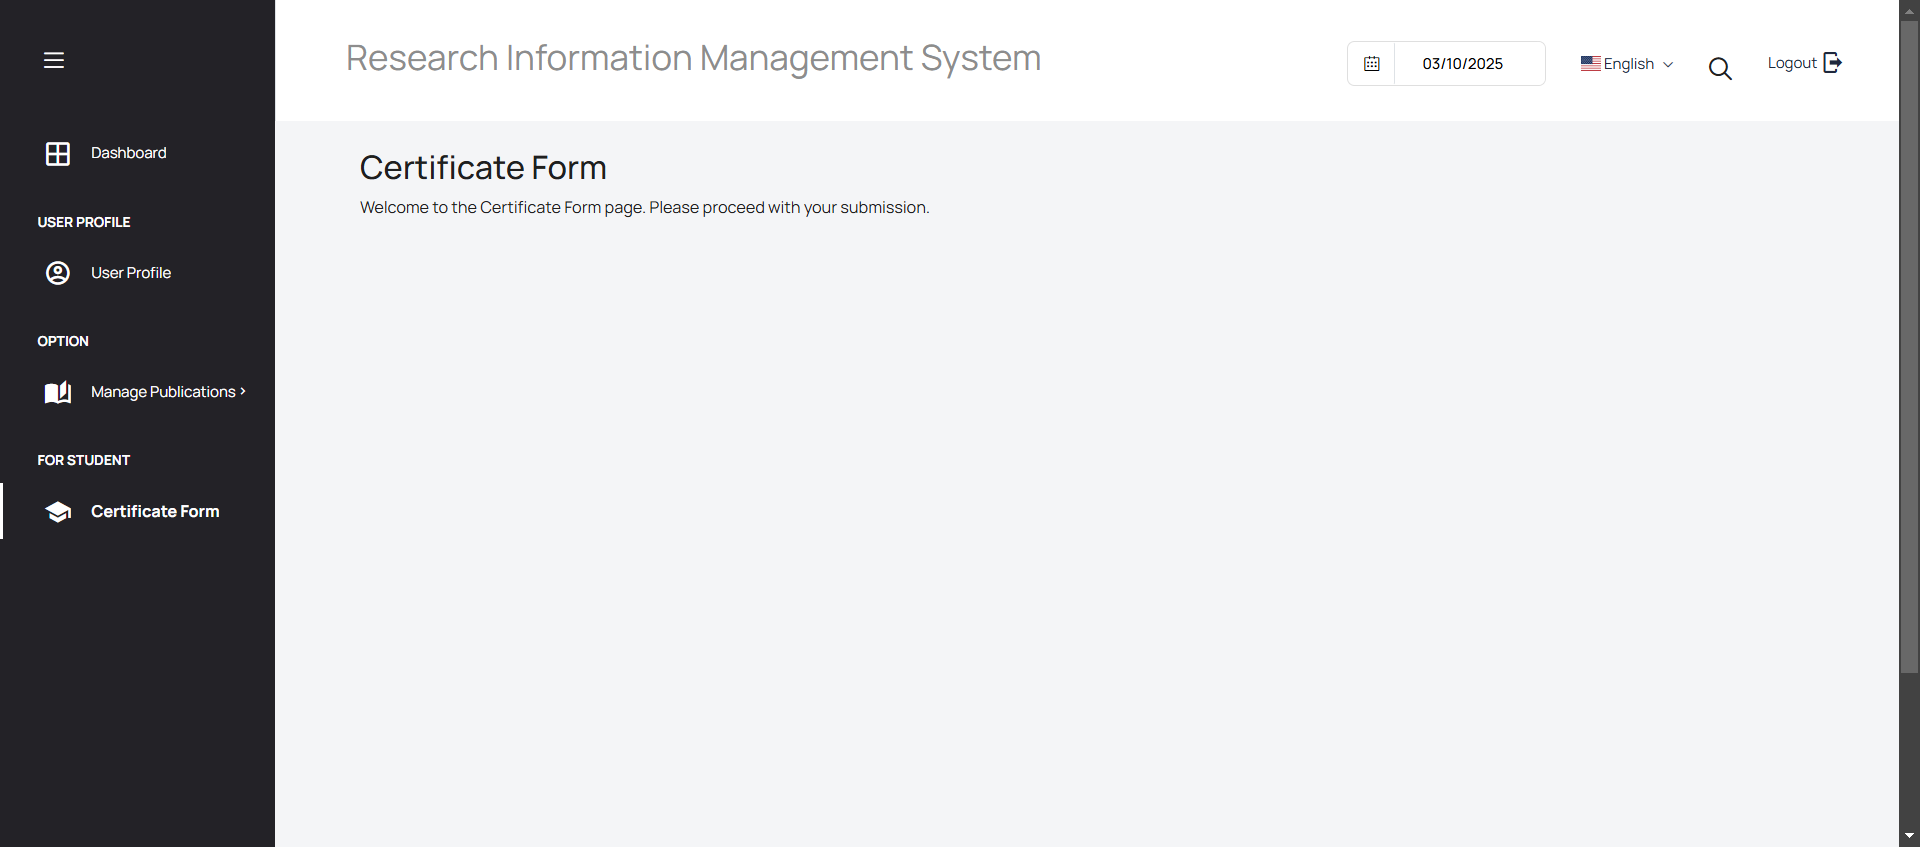 Research Information Management System
03/10/2025
English
Logout
Dashboard
USER PROFILE
User Profile
OPTION
Manage Publications
FOR STUDENT
Certificate Form
Certificate Form
Welcome to the Certificate Form page. Please proceed with your submission.